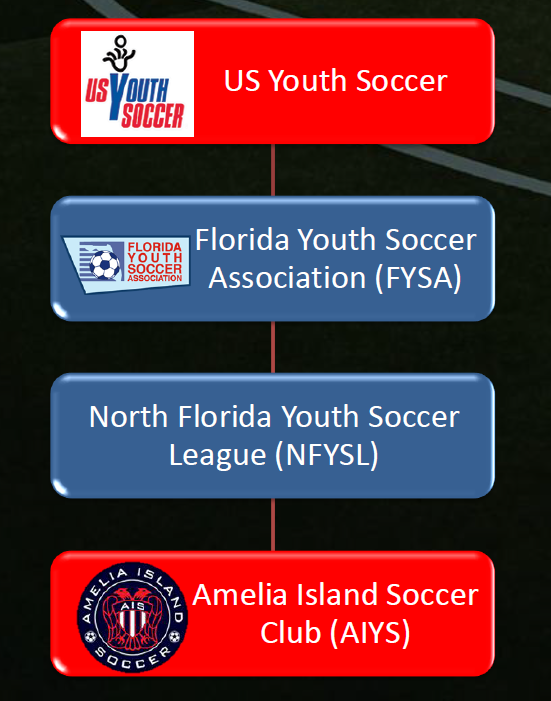 US YOUTH
SOCCER
US Youth Soccer
FLORIDA
YOUTH
SOCCER
ASSOCIATION
Florida Youth Soccer
Association (FYSA)
North Florida Youth Soccer
League (NFYSL)
AMELIA ISLAND
AIS
SOCCER
Amelia Island Soccer
Club (AIYS)